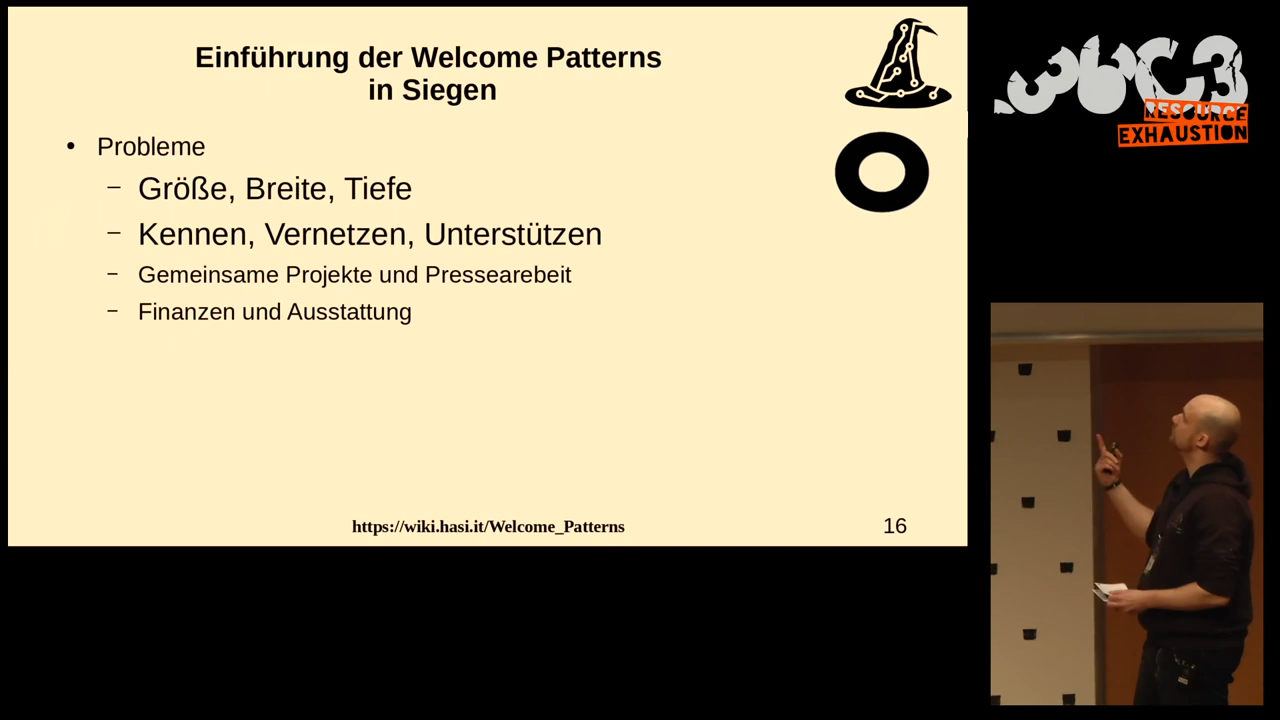 Einführung der Welcome Patterns
in Siegen
• Probleme
– Größe, Breite, Tiefe
– Kennen, Vernetzen, Unterstützen
– Gemeinsame Projekte und Pressearebeit
– Finanzen und Ausstattung
https://wiki.hasi.it/Welcome_Patterns
16
36C3
RESOURCE
EXHAUSTION